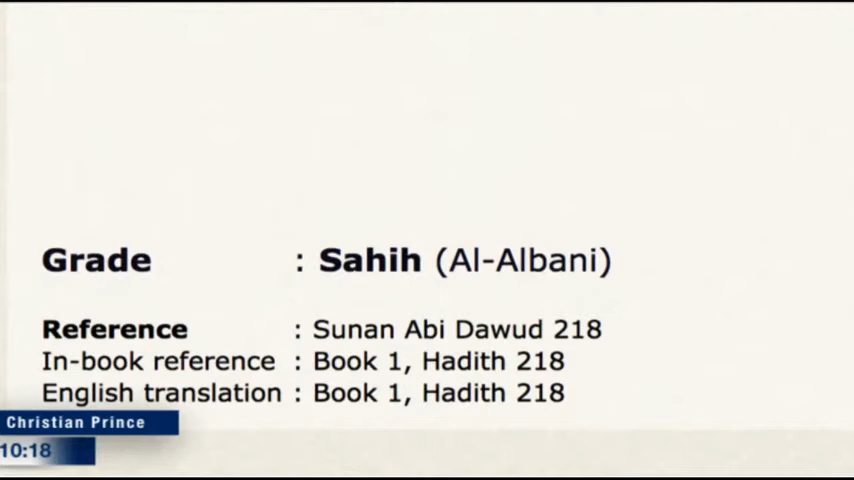 Grade : Sahih (Al-Albani)
Reference : Sunan Abi Dawud 218
In-book reference : Book 1, Hadith 218
English translation : Book 1, Hadith 218
Christian Prince
10:18